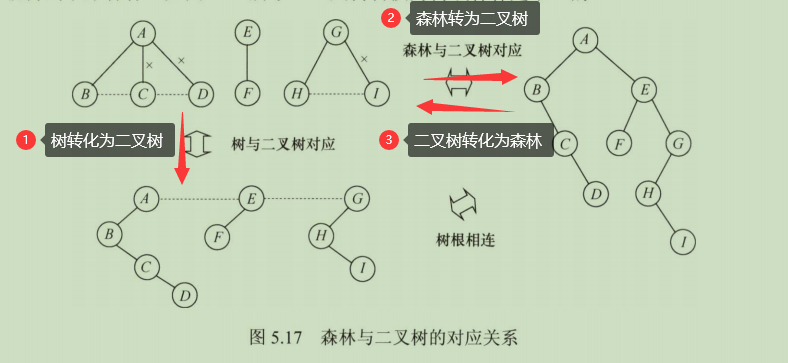 2 森林转为二叉树
A E G A
森林与二叉树对应
× × ×
B C D F H I B E
1 树转化为二叉树
3 二叉树转化为森林
树与二叉树对应
C F G
A E G
D H
B F H
树根相连
I
C I
D
图 5.17 森林与二叉树的对应关系